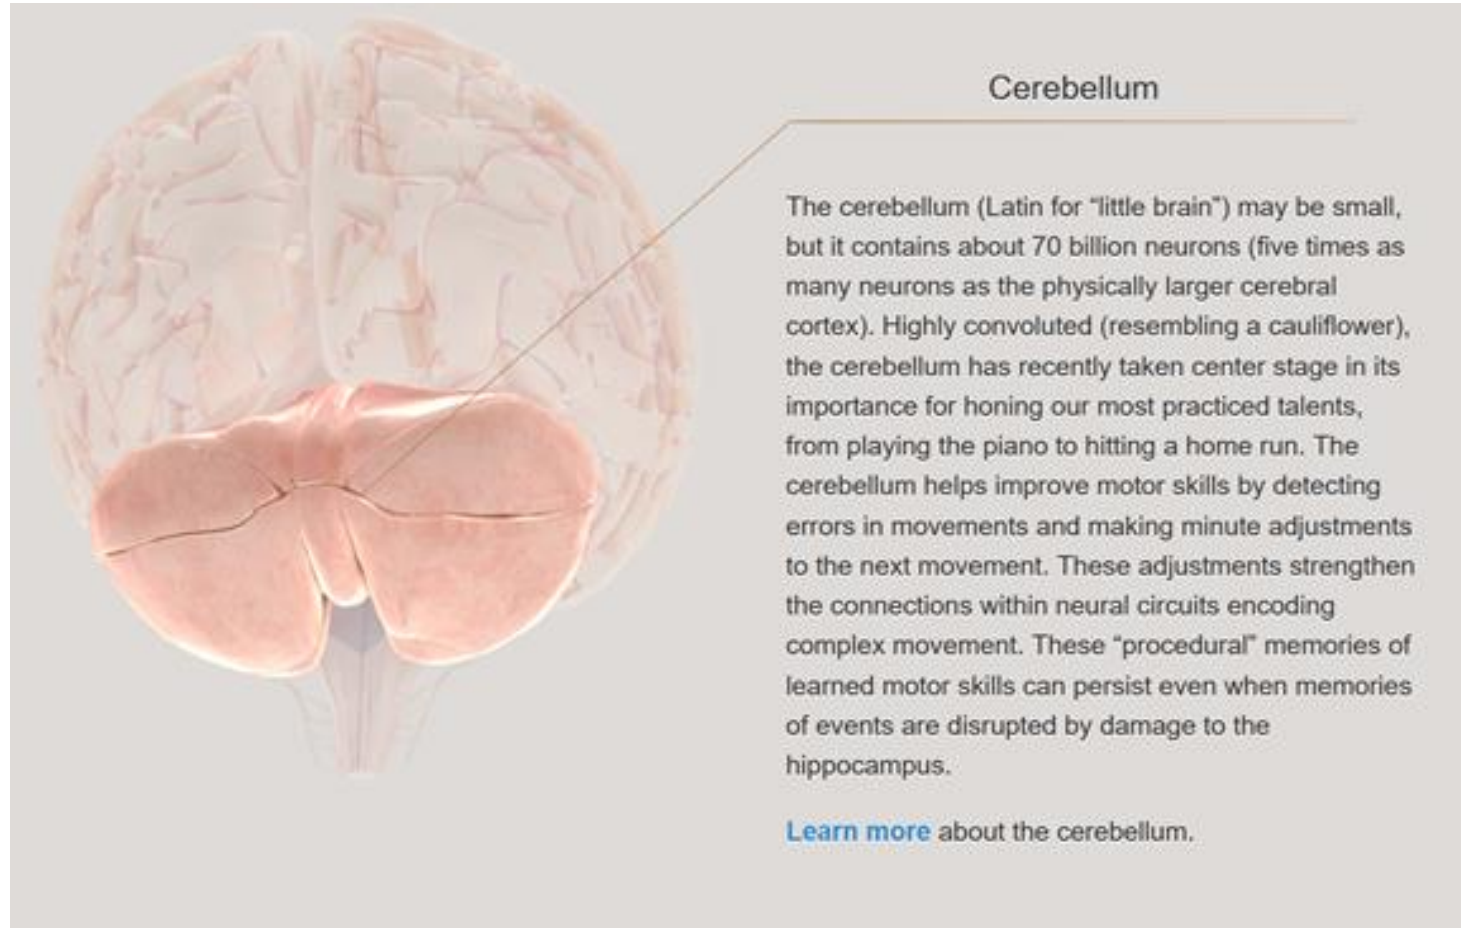 Cerebellum
The cerebellum (Latin for “little brain”) may be small,
but it contains about 70 billion neurons (five times as
many neurons as the physically larger cerebral
cortex). Highly convoluted (resembling a cauliflower),
the cerebellum has recently taken center stage in its
importance for honing our most practiced talents,
from playing the piano to hitting a home run. The
cerebellum helps improve motor skills by detecting
errors in movements and making minute adjustments
to the next movement. These adjustments strengthen
the connections within neural circuits encoding
complex movement. These “procedural” memories of
learned motor skills can persist even when memories
of events are disrupted by damage to the
hippocampus.
Learn more about the cerebellum.